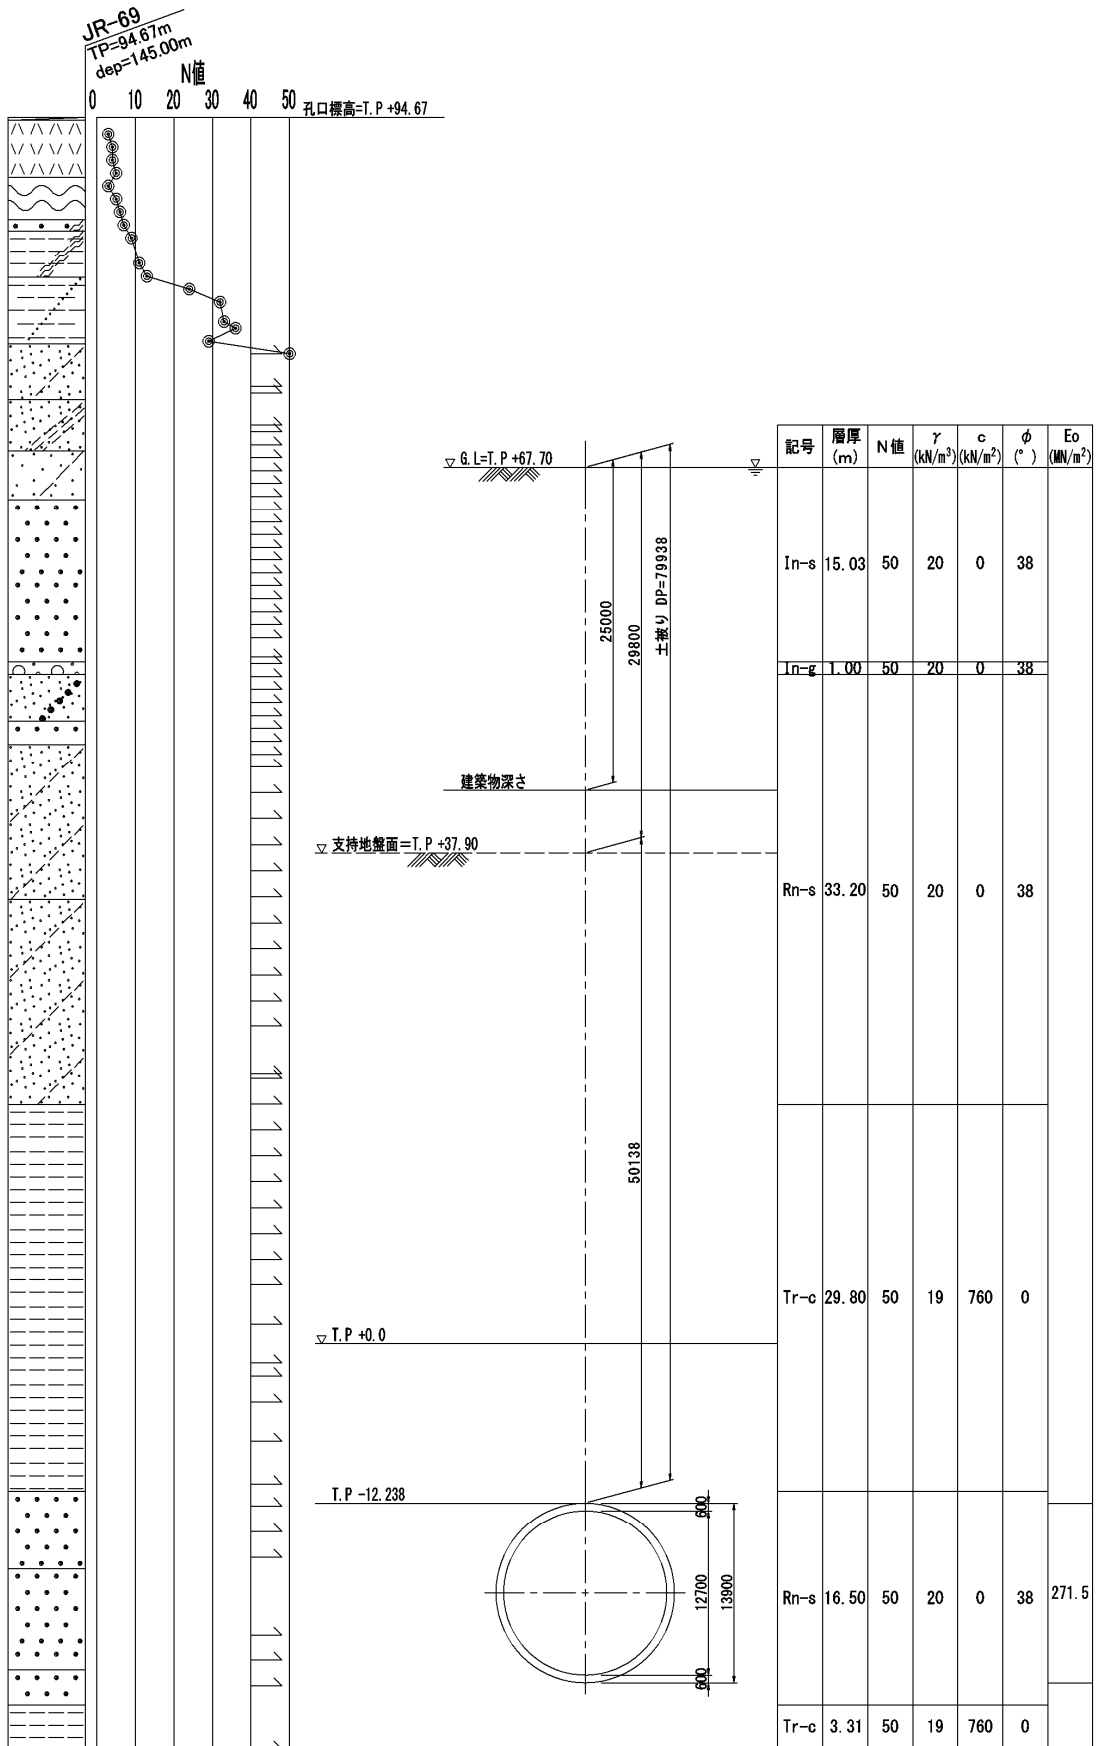 JR-69
TP=94.67m
dep=145.00m
N値
0 10 20 30 40 50
孔口標高=T.P +94.67
記号 層厚(m) N値 γ(kN/m³) c(kN/m²) φ(°) Eo(MN/m²)
G.L=T.P +67.70
In-s 15.03 50 20 0 38
25000
29800
土被り DP=79938
In-g 1.00 50 20 0 38
建築物深さ
支持地盤面=T.P +37.90
Rn-s 33.20 50 20 0 38
50138
Tr-c 29.80 50 19 760 0
T.P +0.0
T.P -12.238
600
12700
13900
600
Rn-s 16.50 50 20 0 38 271.5
Tr-c 3.31 50 19 760 0